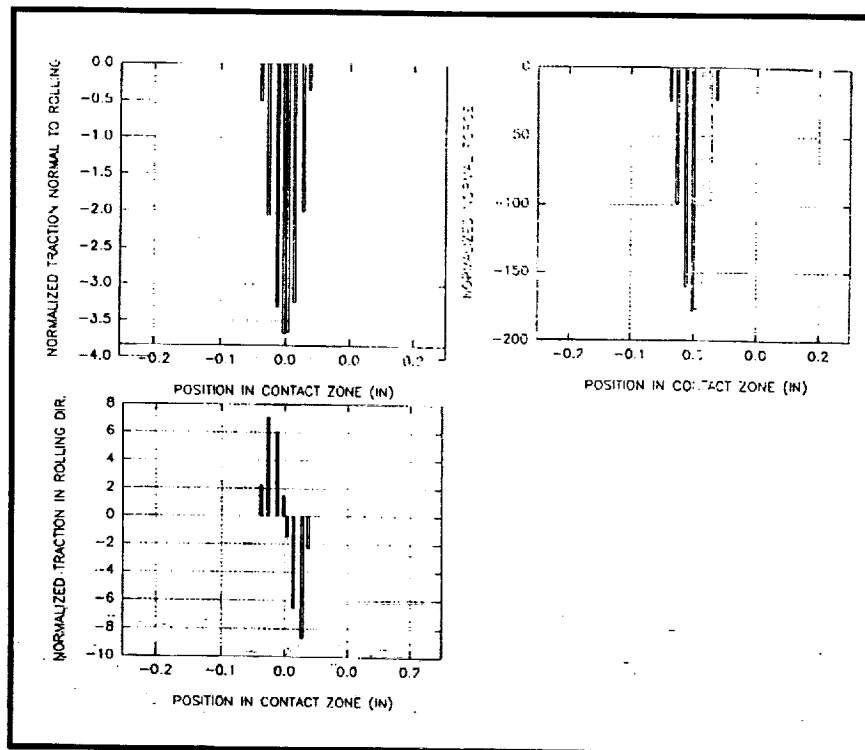 NORMALIZED TRACTION NORMAL TO ROLLING
0.0
-0.5
-1.0
-1.5
-2.0
-2.5
-3.0
-3.5
-4.0
-0.2 -0.1 0.0 0.0 0.2
POSITION IN CONTACT ZONE (IN)
NORMALIZED NORMAL FORCE
0
50
-100
-150
-200
-0.2 -0.1 0.0 0.2
POSITION IN CONTACT ZONE (IN)
NORMALIZED TRACTION IN ROLLING DIR.
8
6
4
2
0
-2
-4
-6
-8
-10
-0.2 -0.1 0.0 0.0
POSITION IN CONTACT ZONE (IN)